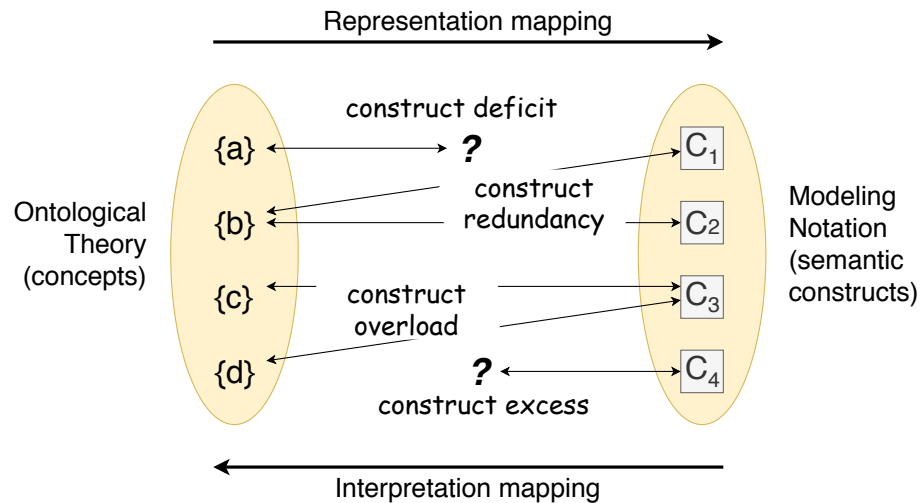 Representation mapping
construct deficit
{a}
?
C1
construct
redundancy
{b}
C2
Ontological
Theory
(concepts)
Modeling
Notation
(semantic
constructs)
{c}
construct
overload
C3
{d}
?
C4
construct excess
Interpretation mapping